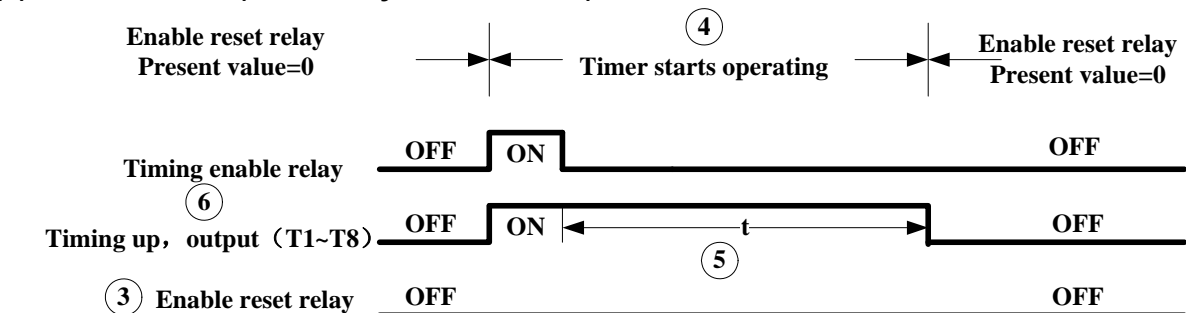 Enable reset relay
Present value=0
④
Timer starts operating
Enable reset relay
Present value=0
Timing enable relay
OFF
ON
OFF
⑥
Timing up，output（T1~T8）
OFF
ON
t
OFF
⑤
③ Enable reset relay
OFF
OFF